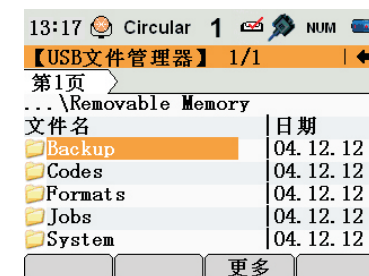 13:17 Circular 1 NUM
【USB文件管理器】 1/1
第1页
...\Removable Memory
文件名 日期
Backup 04.12.12
Codes 04.12.12
Formats 04.12.12
Jobs 04.12.12
System 04.12.12
更多